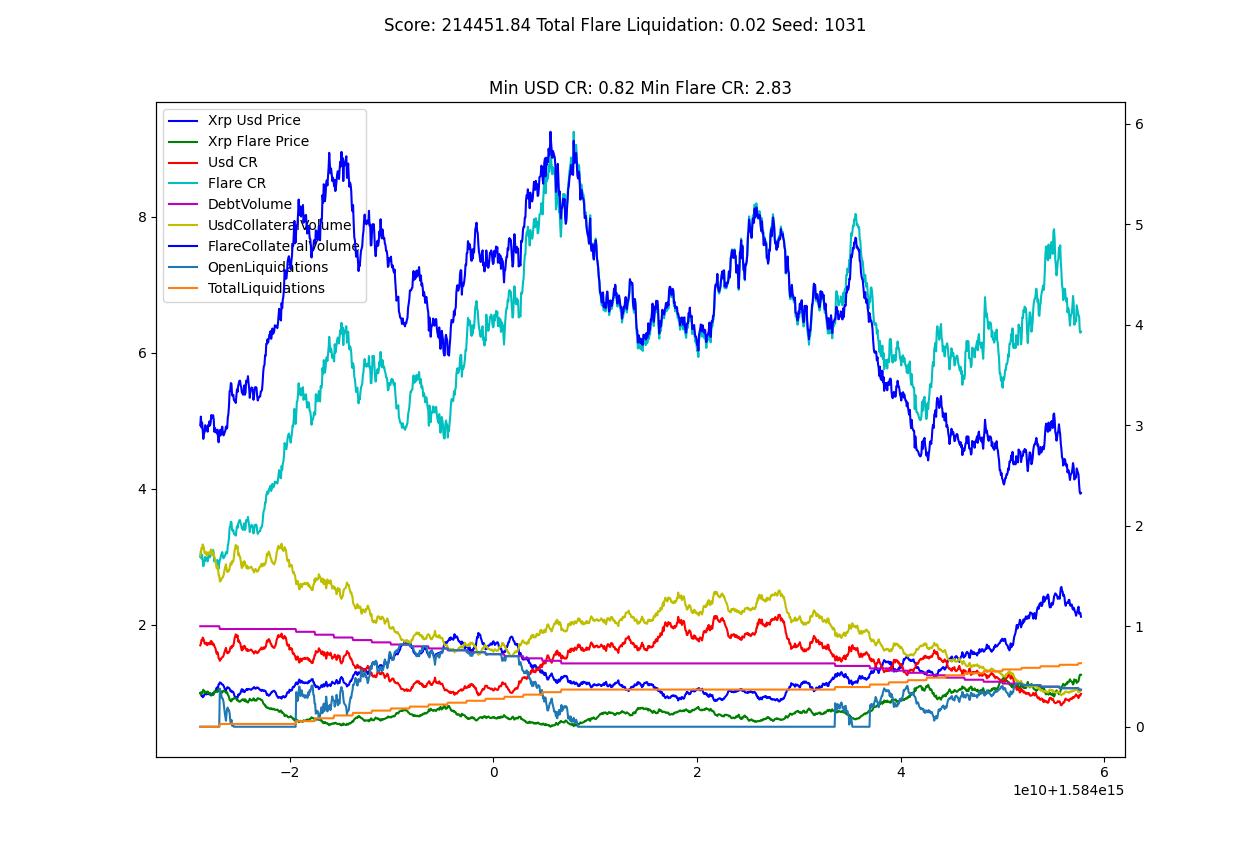 Score: 214451.84 Total Flare Liquidation: 0.02 Seed: 1031
Min USD CR: 0.82 Min Flare CR: 2.83
Xrp Usd Price
Xrp Flare Price
Usd CR
Flare CR
DebtVolume
UsdCollateralVolume
FlareCollateralVolume
OpenLiquidations
TotalLiquidations
8
6
4
2
6
5
4
3
2
1
0
−2
0
2
4
6
1e10+1.584e15